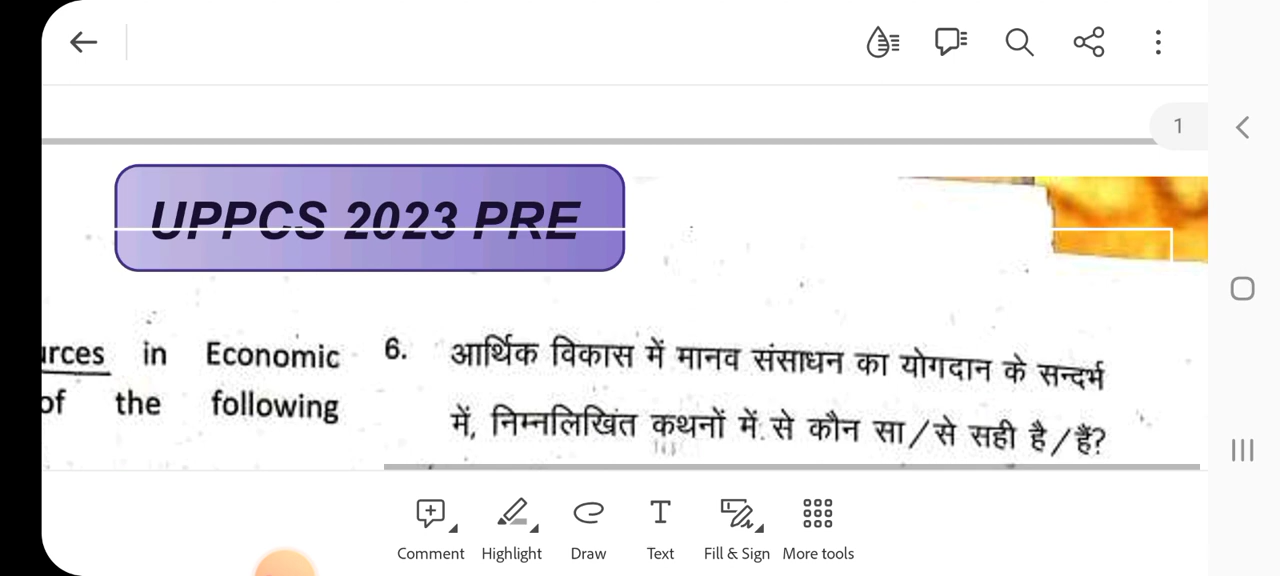 1
UPPCS 2023 PRE
in Economic
of the following
6. आर्थिक विकास में मानव संसाधन का योगदान के सन्दर्भ
में, निम्नलिखित कथनों में से कौन सा/से सही है/हैं?
Comment Highlight Draw Text Fill & Sign More tools